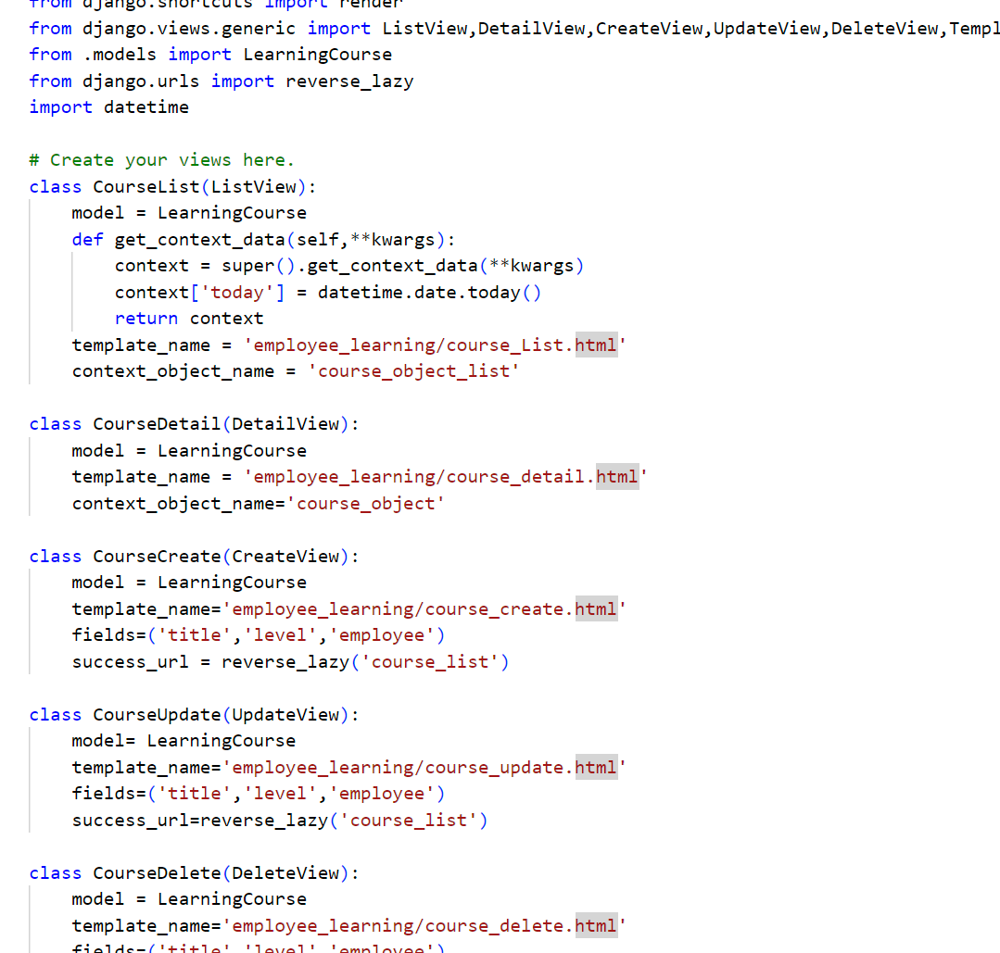 from django.shortcuts import render
from django.views.generic import ListView,DetailView,CreateView,UpdateView,DeleteView,Templ
from .models import LearningCourse
from django.urls import reverse_lazy
import datetime
# Create your views here.
class CourseList(ListView):
model = LearningCourse
def get_context_data(self,**kwargs):
context = super().get_context_data(**kwargs)
context['today'] = datetime.date.today()
return context
template_name = 'employee_learning/course_List.html'
context_object_name = 'course_object_list'
class CourseDetail(DetailView):
model = LearningCourse
template_name = 'employee_learning/course_detail.html'
context_object_name='course_object'
class CourseCreate(CreateView):
model = LearningCourse
template_name='employee_learning/course_create.html'
fields=('title','level','employee')
success_url = reverse_lazy('course_list')
class CourseUpdate(UpdateView):
model= LearningCourse
template_name='employee_learning/course_update.html'
fields=('title','level','employee')
success_url=reverse_lazy('course_list')
class CourseDelete(DeleteView):
model = LearningCourse
template_name='employee_learning/course_delete.html'
fields=('title','level','employee')